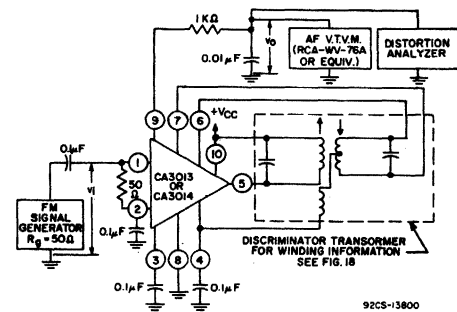 1 KΩ
0.01 µF
v₀
AF V.T.V.M.
(RCA-WV-76A
OR EQUIV.)
DISTORTION
ANALYZER
9
7
6
+VCC
10
0.1µF
1
vi
50
Ω
2
CA3013
OR
CA3014
5
FM
SIGNAL
GENERATOR
Rg = 50Ω
0.1µF
3
8
4
0.1µF
0.1µF
DISCRIMINATOR TRANSORMER
FOR WINDING INFORMATION
SEE FIG. 18
92CS-13800